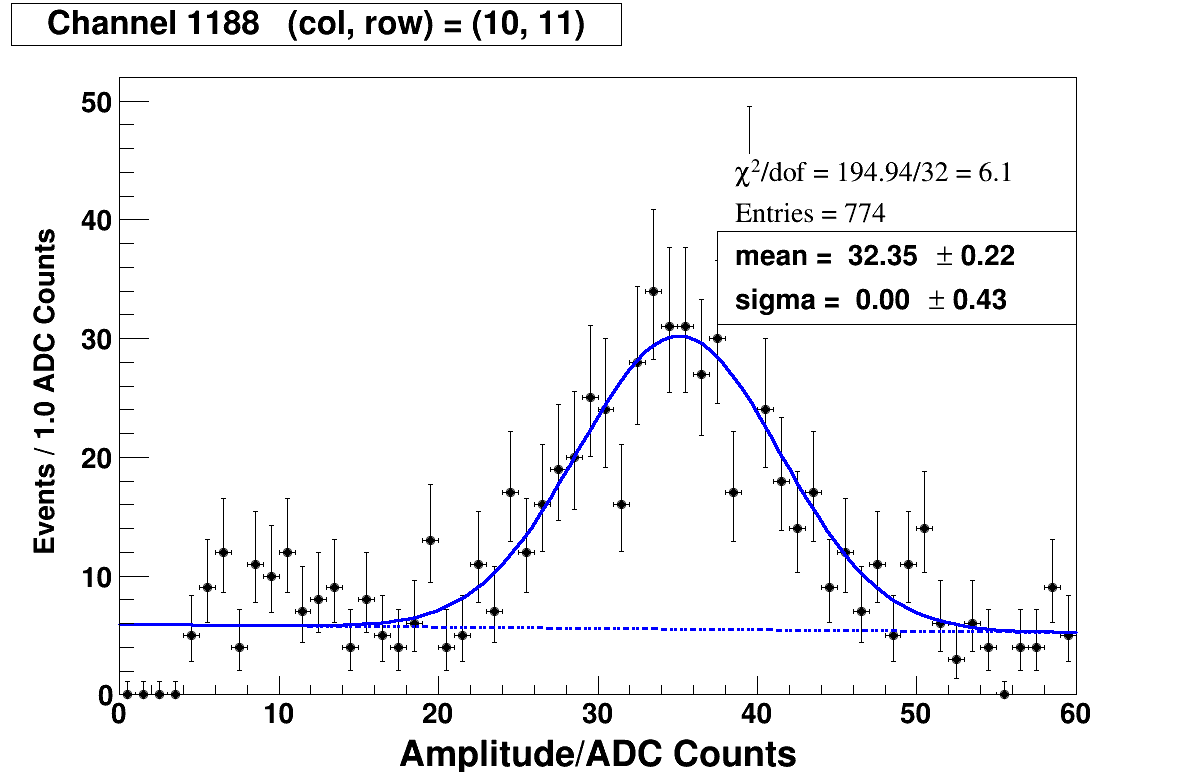 Channel 1188 (col, row) = (10, 11)
50
40
30
20
10
0
Events / 1.0 ADC Counts
χ²/dof = 194.94/32 = 6.1
Entries = 774
mean = 32.35 ± 0.22
sigma = 0.00 ± 0.43
0 10 20 30 40 50 60
Amplitude/ADC Counts